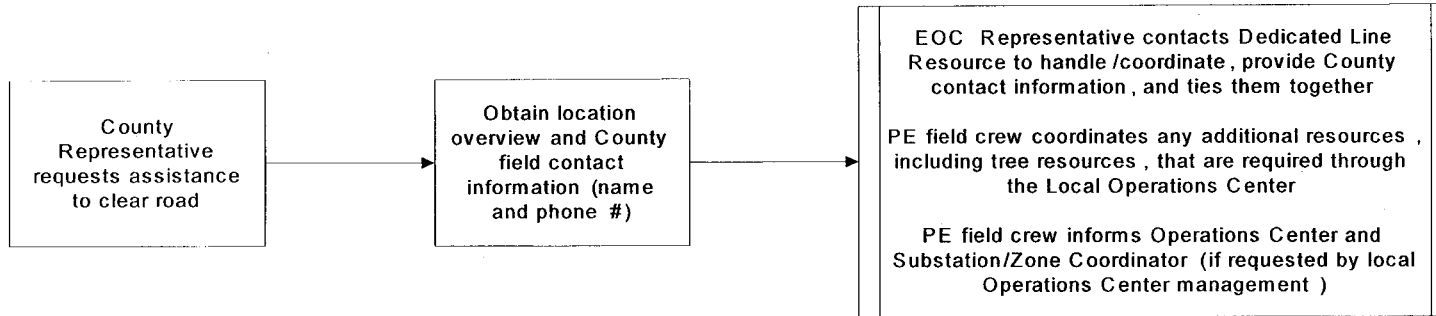 County
Representative
requests assistance
to clear road
Obtain location
overview and County
field contact
information (name
and phone #)
EOC Representative contacts Dedicated Line
Resource to handle /coordinate , provide County
contact information , and ties them together
PE field crew coordinates any additional resources ,
including tree resources , that are required through
the Local Operations Center
PE field crew informs Operations Center and
Substation/Zone Coordinator (if requested by local
Operations Center management )